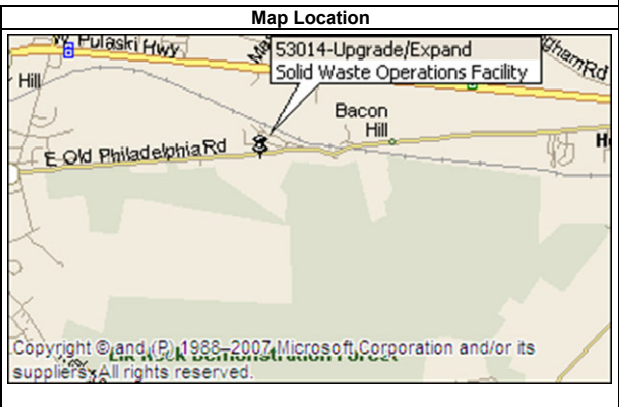 Map Location
W Pulaski Hwy
53014-Upgrade/Expand
Solid Waste Operations Facility
Hill
Bacon
Hill
E Old Philadelphia Rd
Copyright © and (P) 1988–2007 Microsoft Corporation and/or its
suppliers. All rights reserved.